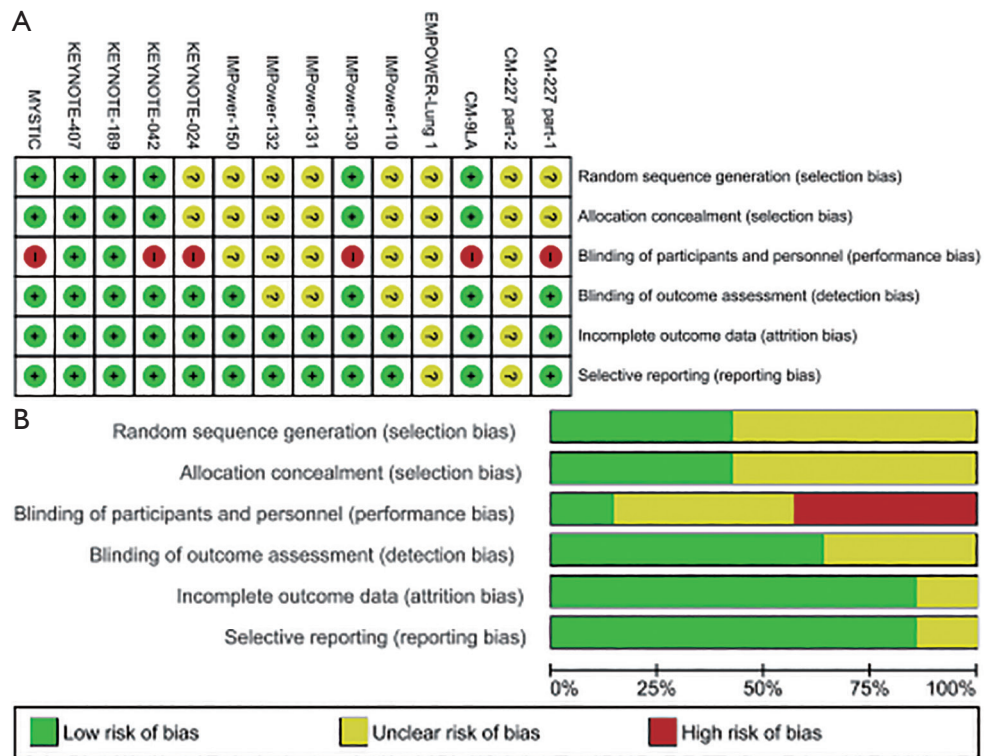 A
MYSTIC
KEYNOTE-407
KEYNOTE-189
KEYNOTE-042
KEYNOTE-024
IMPower-150
IMPower-132
IMPower-131
IMPower-130
IMPower-110
EMPOWER-Lung 1
CM-9LA
CM-227 part-2
CM-227 part-1
+ + + + ? ? ? ? + ? ? + ? ? Random sequence generation (selection bias)
+ + + + ? ? ? ? + ? ? + ? ? Allocation concealment (selection bias)
– + + – – ? ? ? – ? ? – ? – Blinding of participants and personnel (performance bias)
+ + + + + + ? ? + ? ? + ? + Blinding of outcome assessment (detection bias)
+ + + + + + + + + + ? + ? + Incomplete outcome data (attrition bias)
+ + + + + + + + + + ? + ? + Selective reporting (reporting bias)
B
Random sequence generation (selection bias)
Allocation concealment (selection bias)
Blinding of participants and personnel (performance bias)
Blinding of outcome assessment (detection bias)
Incomplete outcome data (attrition bias)
Selective reporting (reporting bias)
0% 25% 50% 75% 100%
Low risk of bias Unclear risk of bias High risk of bias